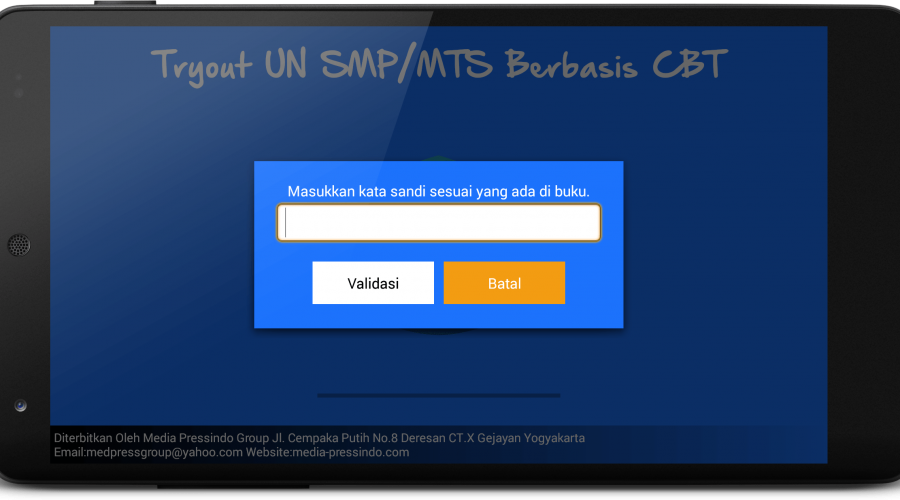 Tryout UN SMP/MTS Berbasis CBT
Masukkan kata sandi sesuai yang ada di buku.
Validasi
Batal
Diterbitkan Oleh Media Pressindo Group Jl. Cempaka Putih No.8 Deresan CT.X Gejayan Yogyakarta
Email:medpressgroup@yahoo.com Website:media-pressindo.com